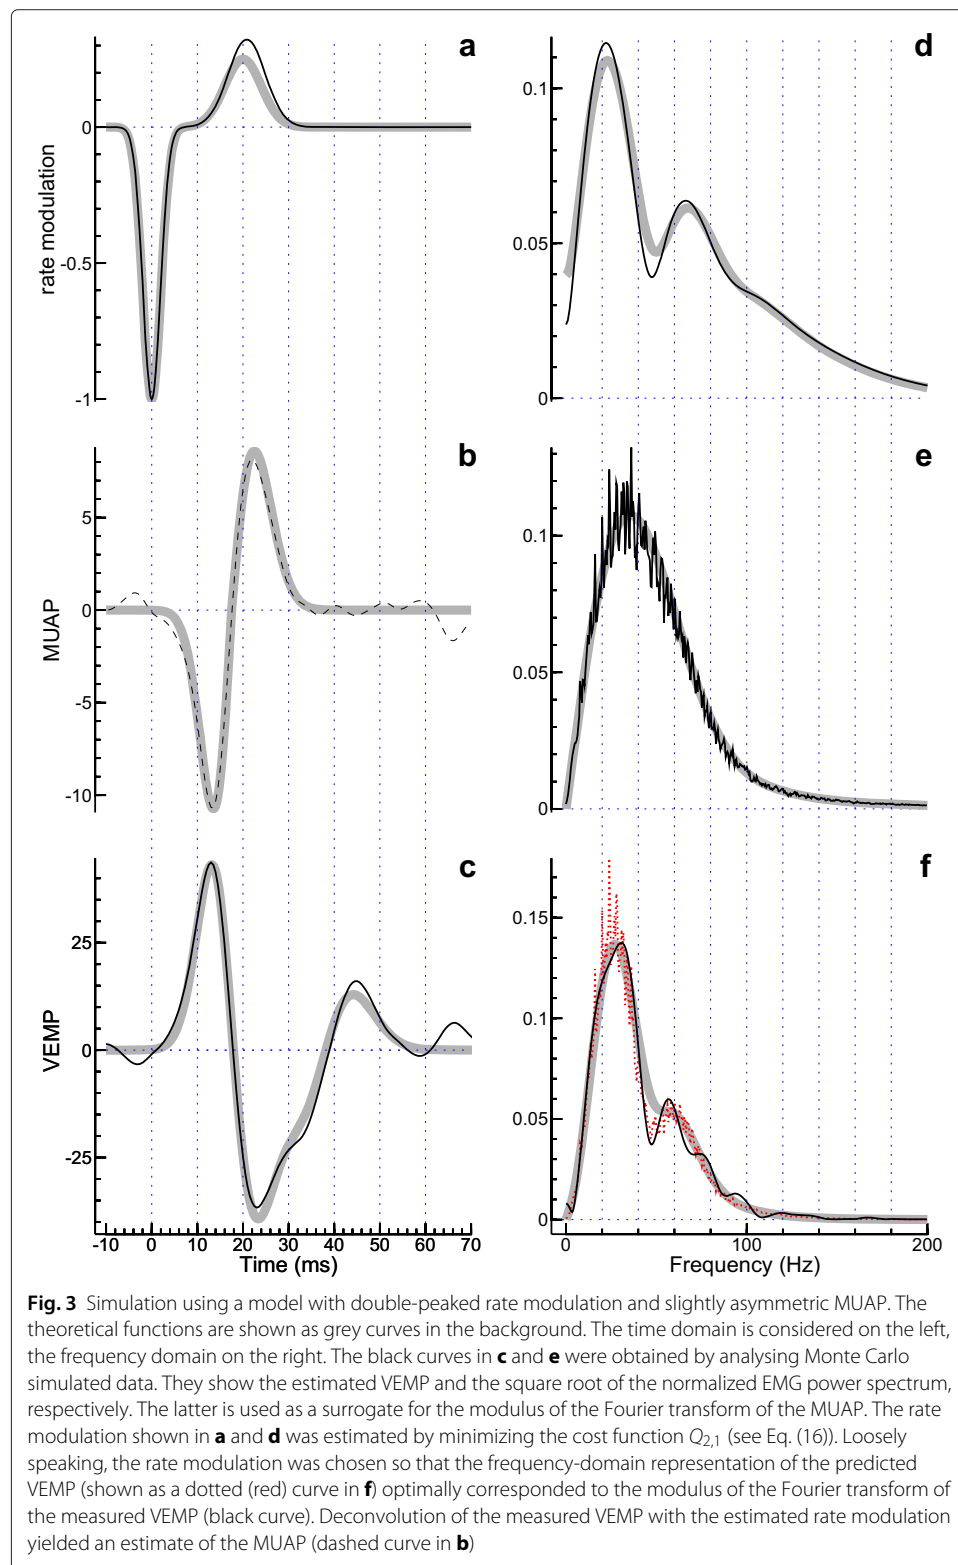 a
0
-0.5
-1
rate modulation
b
5
0
-5
-10
MUAP
c
25
0
-25
VEMP
-10 0 10 20 30 40 50 60 70
Time (ms)
d
0.1
0.05
0
e
0.1
0.05
0
f
0.15
0.1
0.05
0
0 100 200
Frequency (Hz)
Fig. 3 Simulation using a model with double-peaked rate modulation and slightly asymmetric MUAP. The
theoretical functions are shown as grey curves in the background. The time domain is considered on the left,
the frequency domain on the right. The black curves in c and e were obtained by analysing Monte Carlo
simulated data. They show the estimated VEMP and the square root of the normalized EMG power spectrum,
respectively. The latter is used as a surrogate for the modulus of the Fourier transform of the MUAP. The rate
modulation shown in a and d was estimated by minimizing the cost function Q2,1 (see Eq. (16)). Loosely
speaking, the rate modulation was chosen so that the frequency-domain representation of the predicted
VEMP (shown as a dotted (red) curve in f) optimally corresponded to the modulus of the Fourier transform of
the measured VEMP (black curve). Deconvolution of the measured VEMP with the estimated rate modulation
yielded an estimate of the MUAP (dashed curve in b)